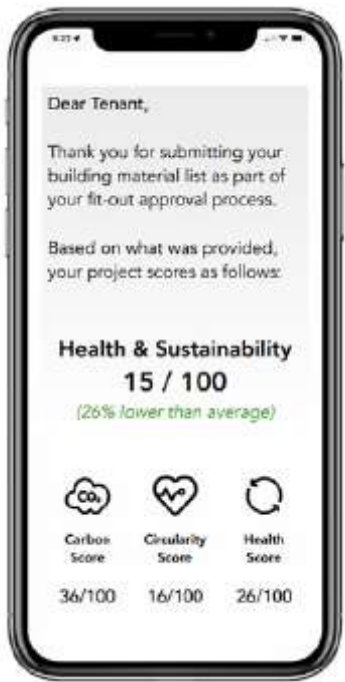 Dear Tenant,
Thank you for submitting your
building material list as part of
your fit-out approval process.
Based on what was provided,
your project scores as follows:
Health & Sustainability
15 / 100
(26% lower than average)
CO₂
Carbon Circularity Health
Score Score Score
36/100 16/100 26/100